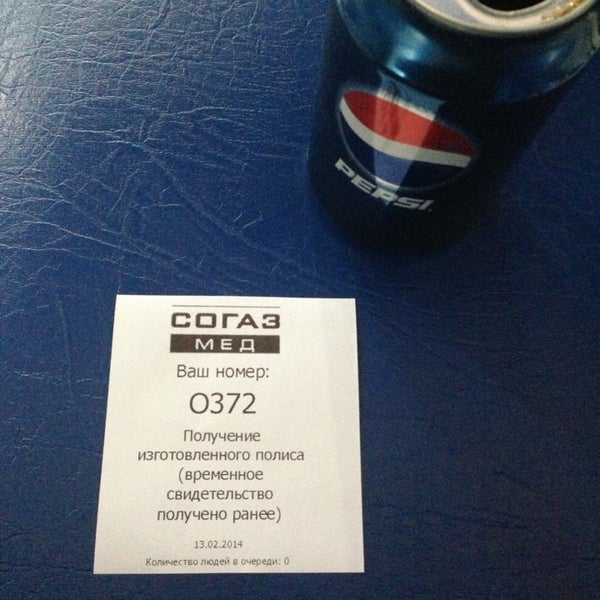 PEPSI
СОГАЗ
МЕД
Ваш номер:
О372
Получение
изготовленного полиса
(временное
свидетельство
получено ранее)
13.02.2014
Количество людей в очереди: 0